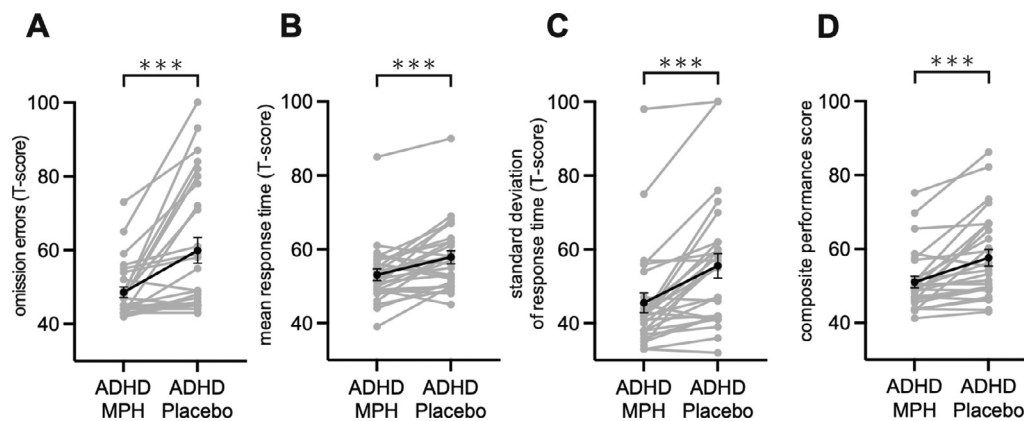 A
B
C
D
***
***
***
***
omission errors (T-score)
100
80
60
40
ADHD
MPH
ADHD
Placebo
mean response time (T-score)
100
80
60
40
ADHD
MPH
ADHD
Placebo
standard deviation
of response time (T-score)
100
80
60
40
ADHD
MPH
ADHD
Placebo
composite performance score
100
80
60
40
ADHD
MPH
ADHD
Placebo